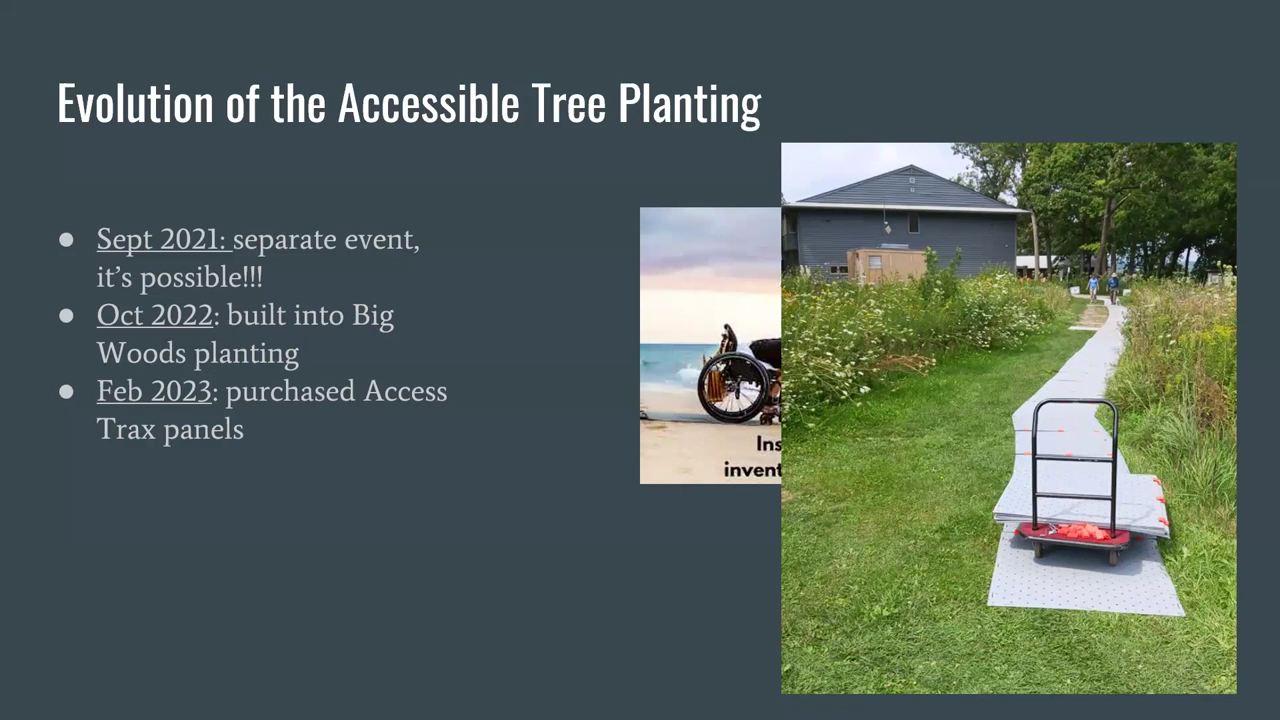 Evolution of the Accessible Tree Planting
● Sept 2021: separate event,
it’s possible!!!
● Oct 2022: built into Big
Woods planting
● Feb 2023: purchased Access
Trax panels